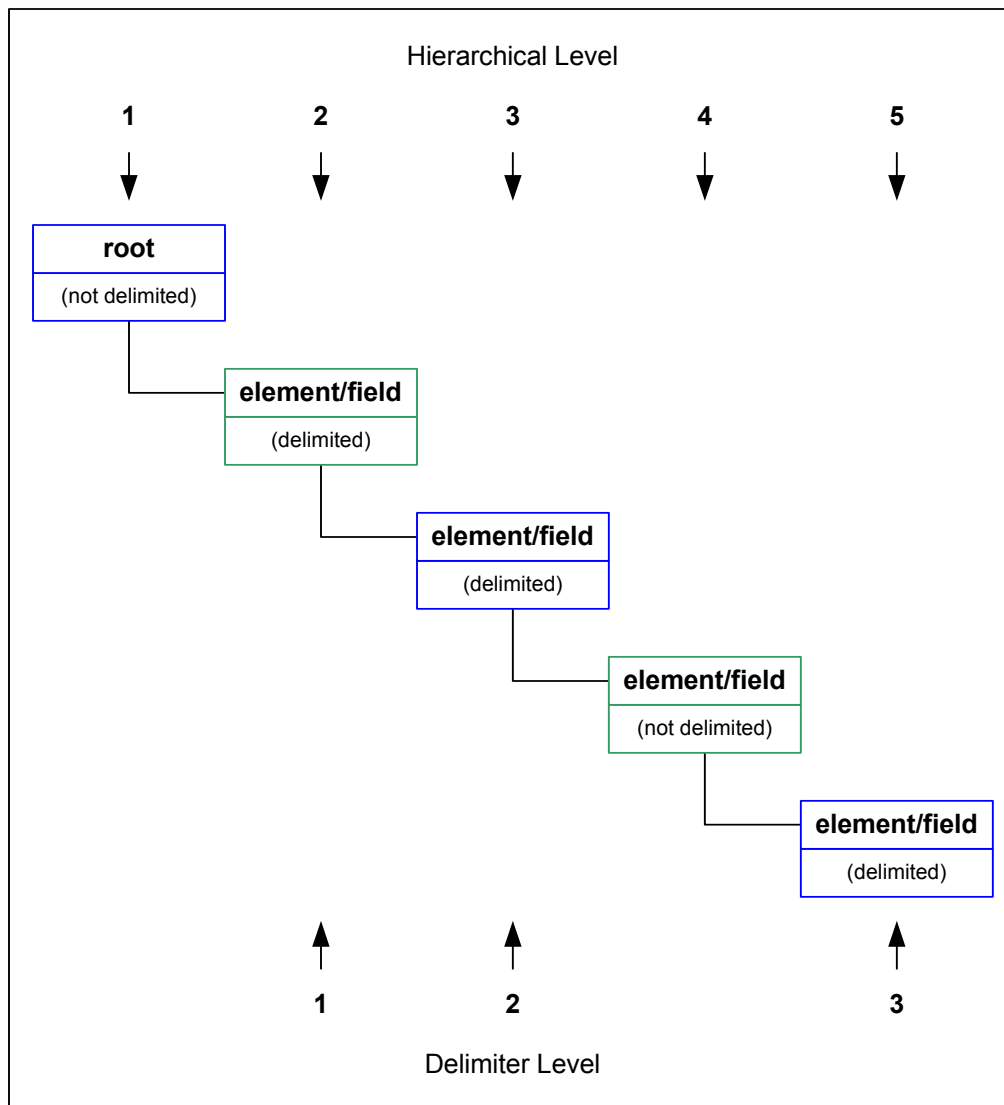 Hierarchical Level
1 2 3 4 5
root
(not delimited)
element/field
(delimited)
element/field
(delimited)
element/field
(not delimited)
element/field
(delimited)
1 2 3
Delimiter Level